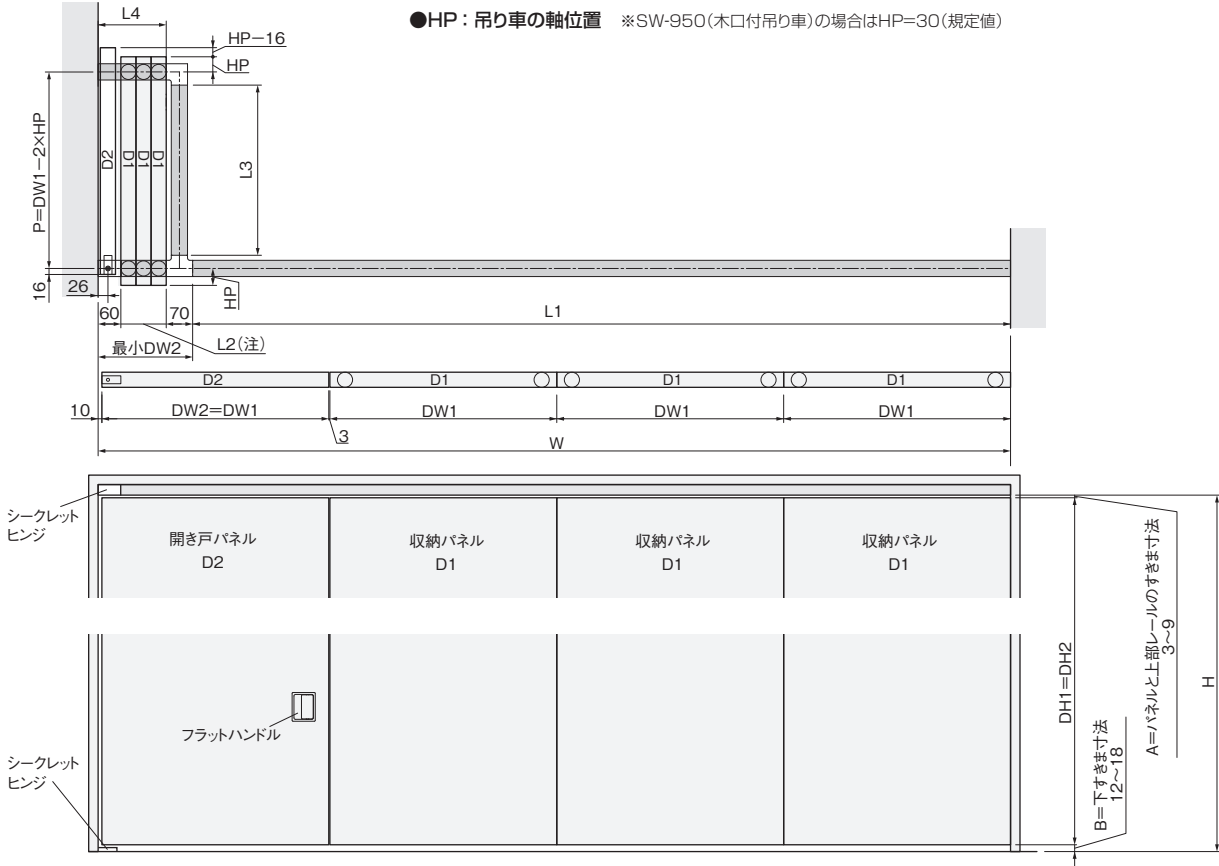 ●HP：吊り車の軸位置 ※SW-950(木口付吊り車)の場合はHP=30(規定値)
L4
HP−16
HP
P=DW1−2×HP
D2
D1
D1
D1
L3
16
26
60
70
HP
L1
L2(注)
最小DW2
D2
D1
D1
D1
10
DW2=DW1
3
DW1
DW1
DW1
W
シークレット
ヒンジ
開き戸パネル
D2
収納パネル
D1
収納パネル
D1
収納パネル
D1
フラットハンドル
シークレット
ヒンジ
DH1=DH2
B=下すきま寸法
12〜18
A=パネルと上部レールのすきま寸法
3〜9
H